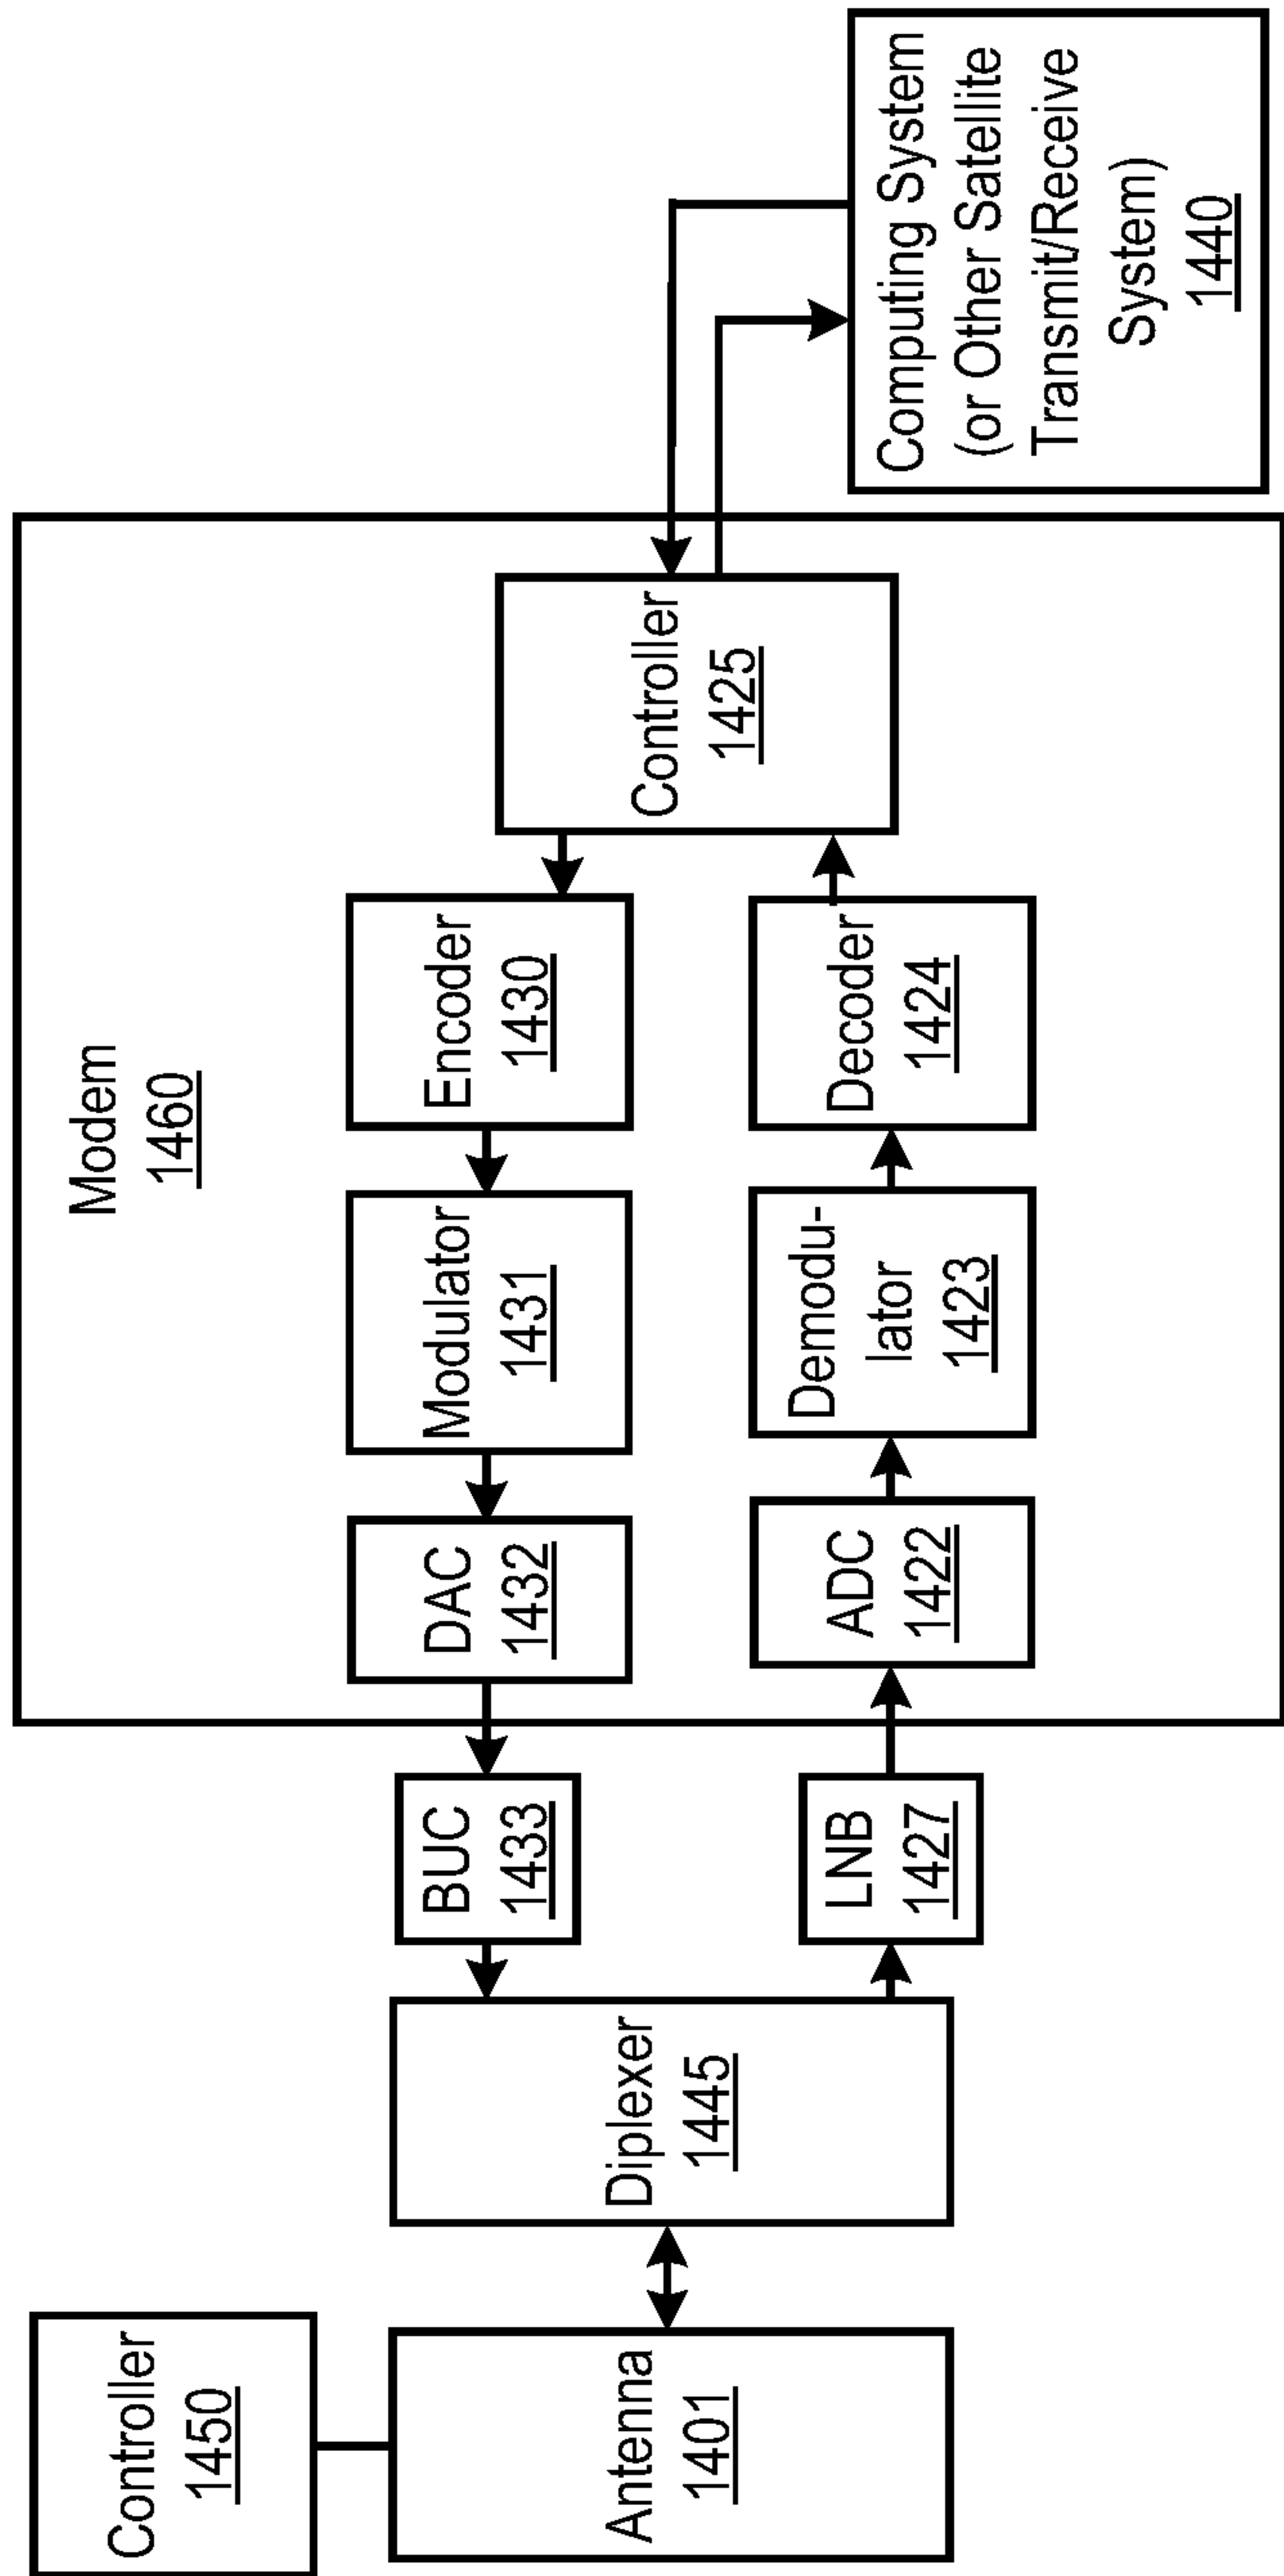 Controller
1450
Antenna
1401
Diplexer
1445
BUC
1433
LNB
1427
Modem
1460
DAC
1432
Modulator
1431
Encoder
1430
ADC
1422
Demodu-
lator
1423
Decoder
1424
Controller
1425
Computing System
(or Other Satellite
Transmit/Receive
System)
1440